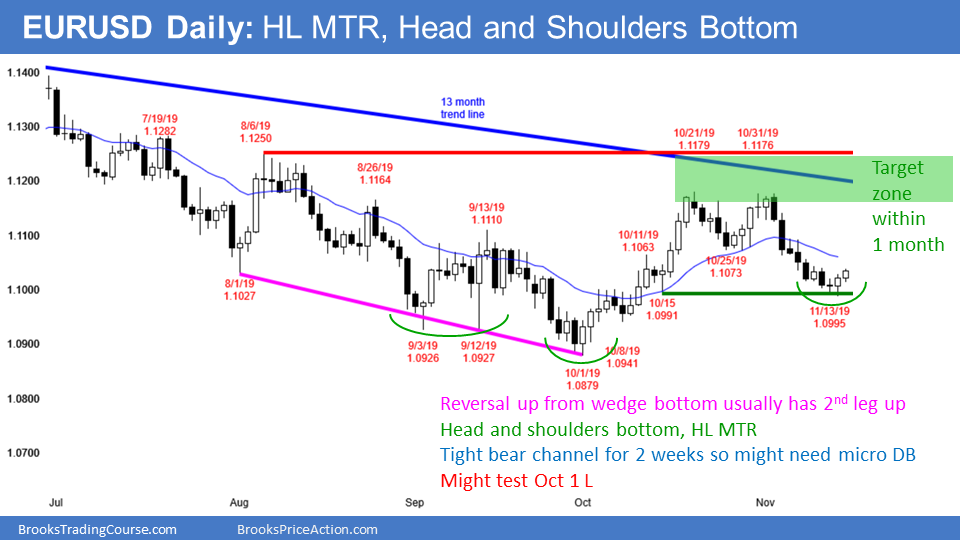 EURUSD Daily: HL MTR, Head and Shoulders Bottom
1.1400
1.1300
1.1200
1.1100
1.1000
1.0900
1.0800
1.0700
7/19/19
1.1282
8/6/19
1.1250
8/26/19
1.1164
9/13/19
1.1110
13 month
trend line
10/21/19
1.1179
10/31/19
1.1176
Target
zone
within
1 month
10/11/19
1.1063
10/25/19
1.1073
8/1/19
1.1027
10/15
1.0991
11/13/19
1.0995
9/3/19
1.0926
9/12/19
1.0927
10/8/19
1.0941
10/1/19
1.0879
Reversal up from wedge bottom usually has 2nd leg up
Head and shoulders bottom, HL MTR
Tight bear channel for 2 weeks so might need micro DB
Might test Oct 1 L
Jul
Aug
Sep
Oct
Nov
BrooksTradingCourse.com
BrooksPriceAction.com